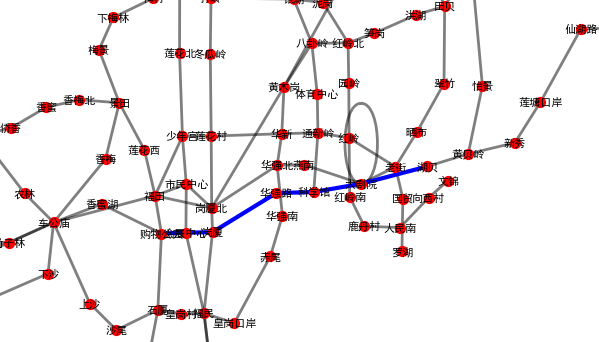 下梅林
莲花北
冬瓜岭
八卦岭
红岭北
笋岗
洪湖
田贝
仙湖路
梅景
黄木岗
体育中心
园岭
翠竹
怡景
莲塘口岸
香蜜
香梅北
景田
少年宫
莲花村
华新
通新岭
红岭
晒布
新秀
莲花西
香梅
华强北
燕南
老街
湖贝
黄贝岭
农林
市民中心
福田
华强路
科学馆
大剧院
红岭南
国贸
向西村
文锦
香蜜湖
岗厦北
车公庙
华强南
鹿丹村
人民南
购物公园
会展中心
岗厦
罗湖
下沙
赤尾
上沙
沙尾
石厦
皇岗村
福民
皇岗口岸